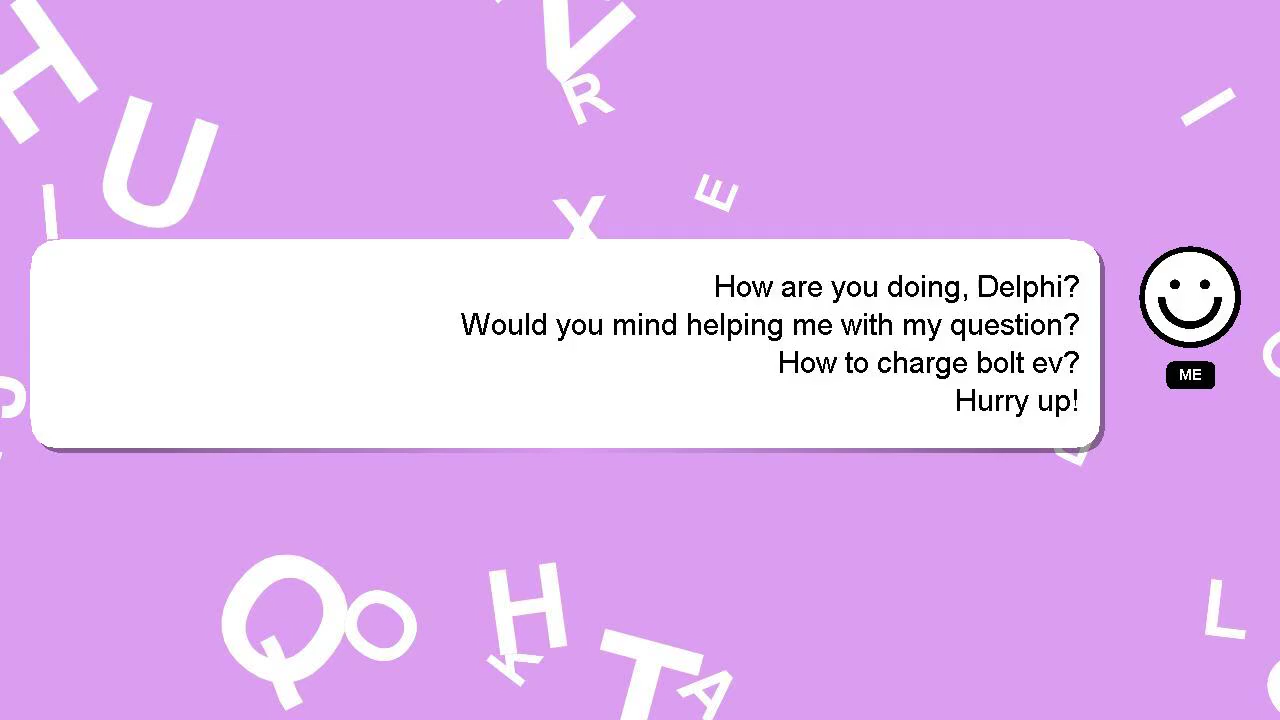 H
U
V
R
I
I
E
X
How are you doing, Delphi?
Would you mind helping me with my question?
How to charge bolt ev?
Hurry up!
ME
Q
O
H
K
T
A
L